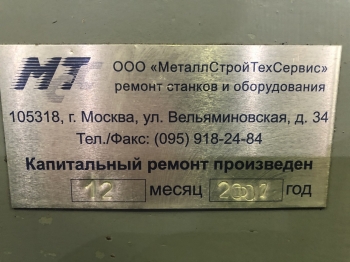 МТ ООО «МеталлСтройТехСервис»
ремонт станков и оборудования
105318, г. Москва, ул. Вельяминовская, д. 34
Тел./Факс: (095) 918-24-84
Капитальный ремонт произведен
12 месяц год